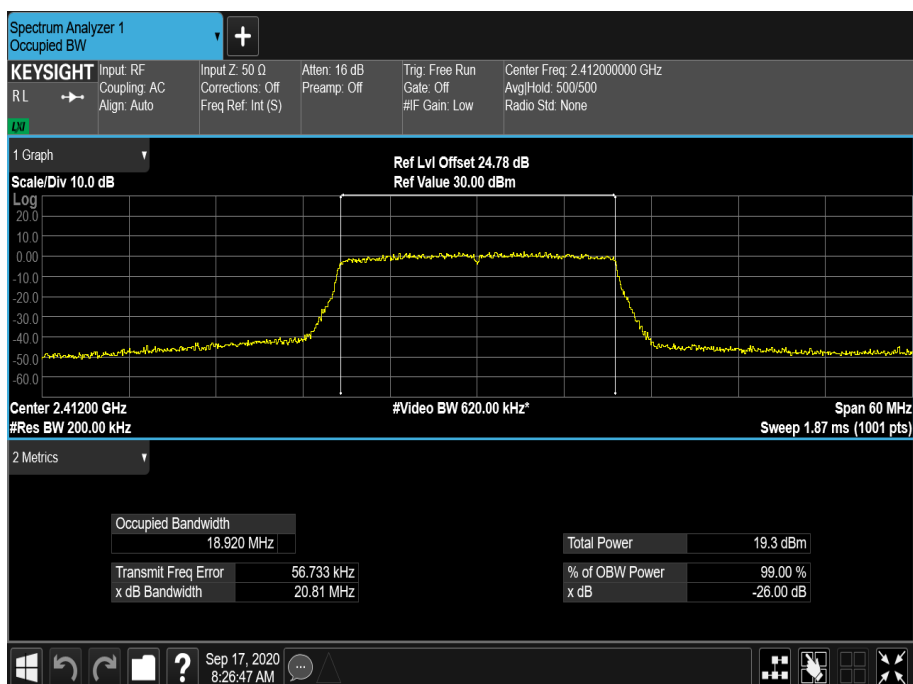 Spectrum Analyzer 1
Occupied BW
+
KEYSIGHT
R L
LXI
Input: RF
Coupling: AC
Align: Auto
Input Z: 50 Ω
Corrections: Off
Freq Ref: Int (S)
Atten: 16 dB
Preamp: Off
Trig: Free Run
Gate: Off
#IF Gain: Low
Center Freq: 2.412000000 GHz
Avg|Hold: 500/500
Radio Std: None
1 Graph
Scale/Div 10.0 dB
Ref Lvl Offset 24.78 dB
Ref Value 30.00 dBm
Log
20.0
10.0
0.00
-10.0
-20.0
-30.0
-40.0
-50.0
-60.0
Center 2.41200 GHz
#Res BW 200.00 kHz
#Video BW 620.00 kHz*
Span 60 MHz
Sweep 1.87 ms (1001 pts)
2 Metrics
Occupied Bandwidth
18.920 MHz
Transmit Freq Error 56.733 kHz
x dB Bandwidth 20.81 MHz
Total Power 19.3 dBm
% of OBW Power 99.00 %
x dB -26.00 dB
?
Sep 17, 2020
8:26:47 AM